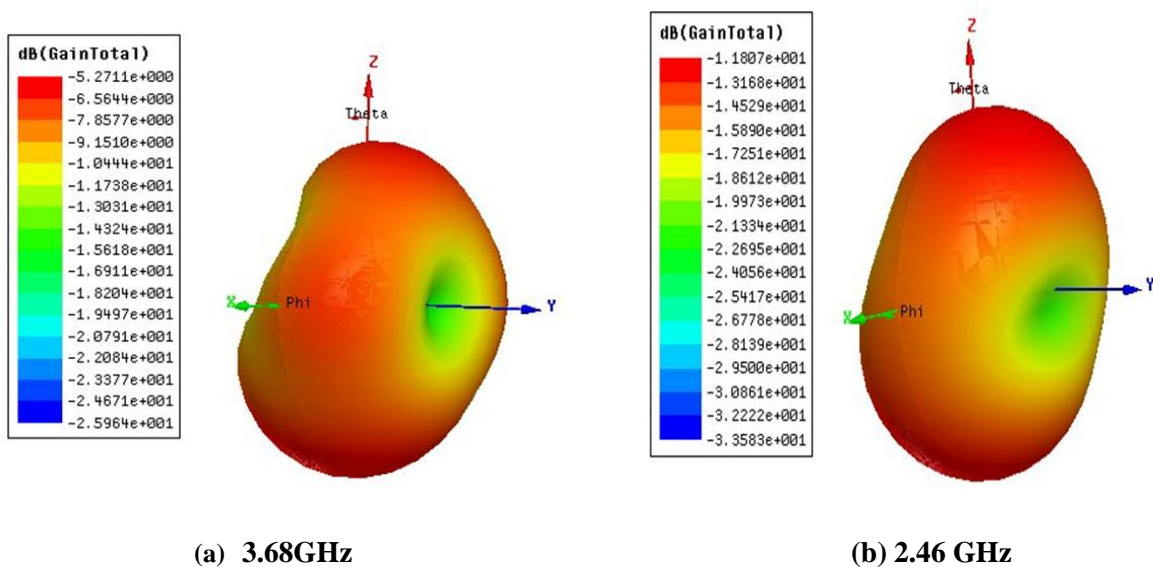 dB(GainTotal)
-5.2711e+000
-6.5644e+000
-7.8577e+000
-9.1510e+000
-1.0444e+001
-1.1738e+001
-1.3031e+001
-1.4324e+001
-1.5618e+001
-1.6911e+001
-1.8204e+001
-1.9497e+001
-2.0791e+001
-2.2084e+001
-2.3377e+001
-2.4671e+001
-2.5964e+001
Z
Theta
X
Phi
Y
(a) 3.68GHz
dB(GainTotal)
-1.1807e+001
-1.3168e+001
-1.4529e+001
-1.5890e+001
-1.7251e+001
-1.8612e+001
-1.9973e+001
-2.1334e+001
-2.2695e+001
-2.4056e+001
-2.5417e+001
-2.6778e+001
-2.8139e+001
-2.9500e+001
-3.0861e+001
-3.2222e+001
-3.3583e+001
Z
Theta
X
Phi
Y
(b) 2.46 GHz